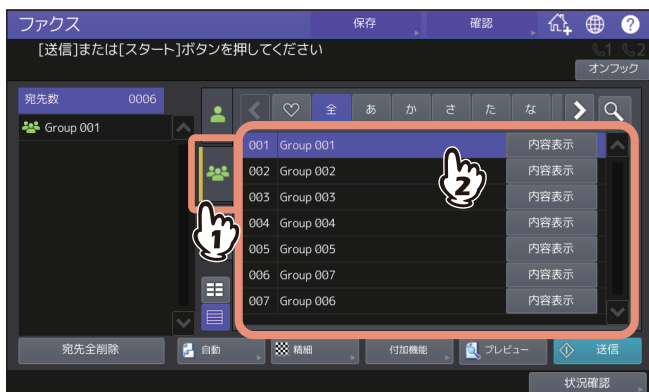 ファクス
保存
確認
?
[送信]または[スタート]ボタンを押してください
1
2
オンフック
宛先数 0006
全 あ か さ た な
Group 001
001 Group 001 内容表示
002 Group 002 内容表示
003 Group 003 内容表示
004 Group 004 内容表示
005 Group 005 内容表示
006 Group 007 内容表示
007 Group 006 内容表示
1
2
宛先全削除
自動
精細
付加機能
プレビュー
送信
状況確認